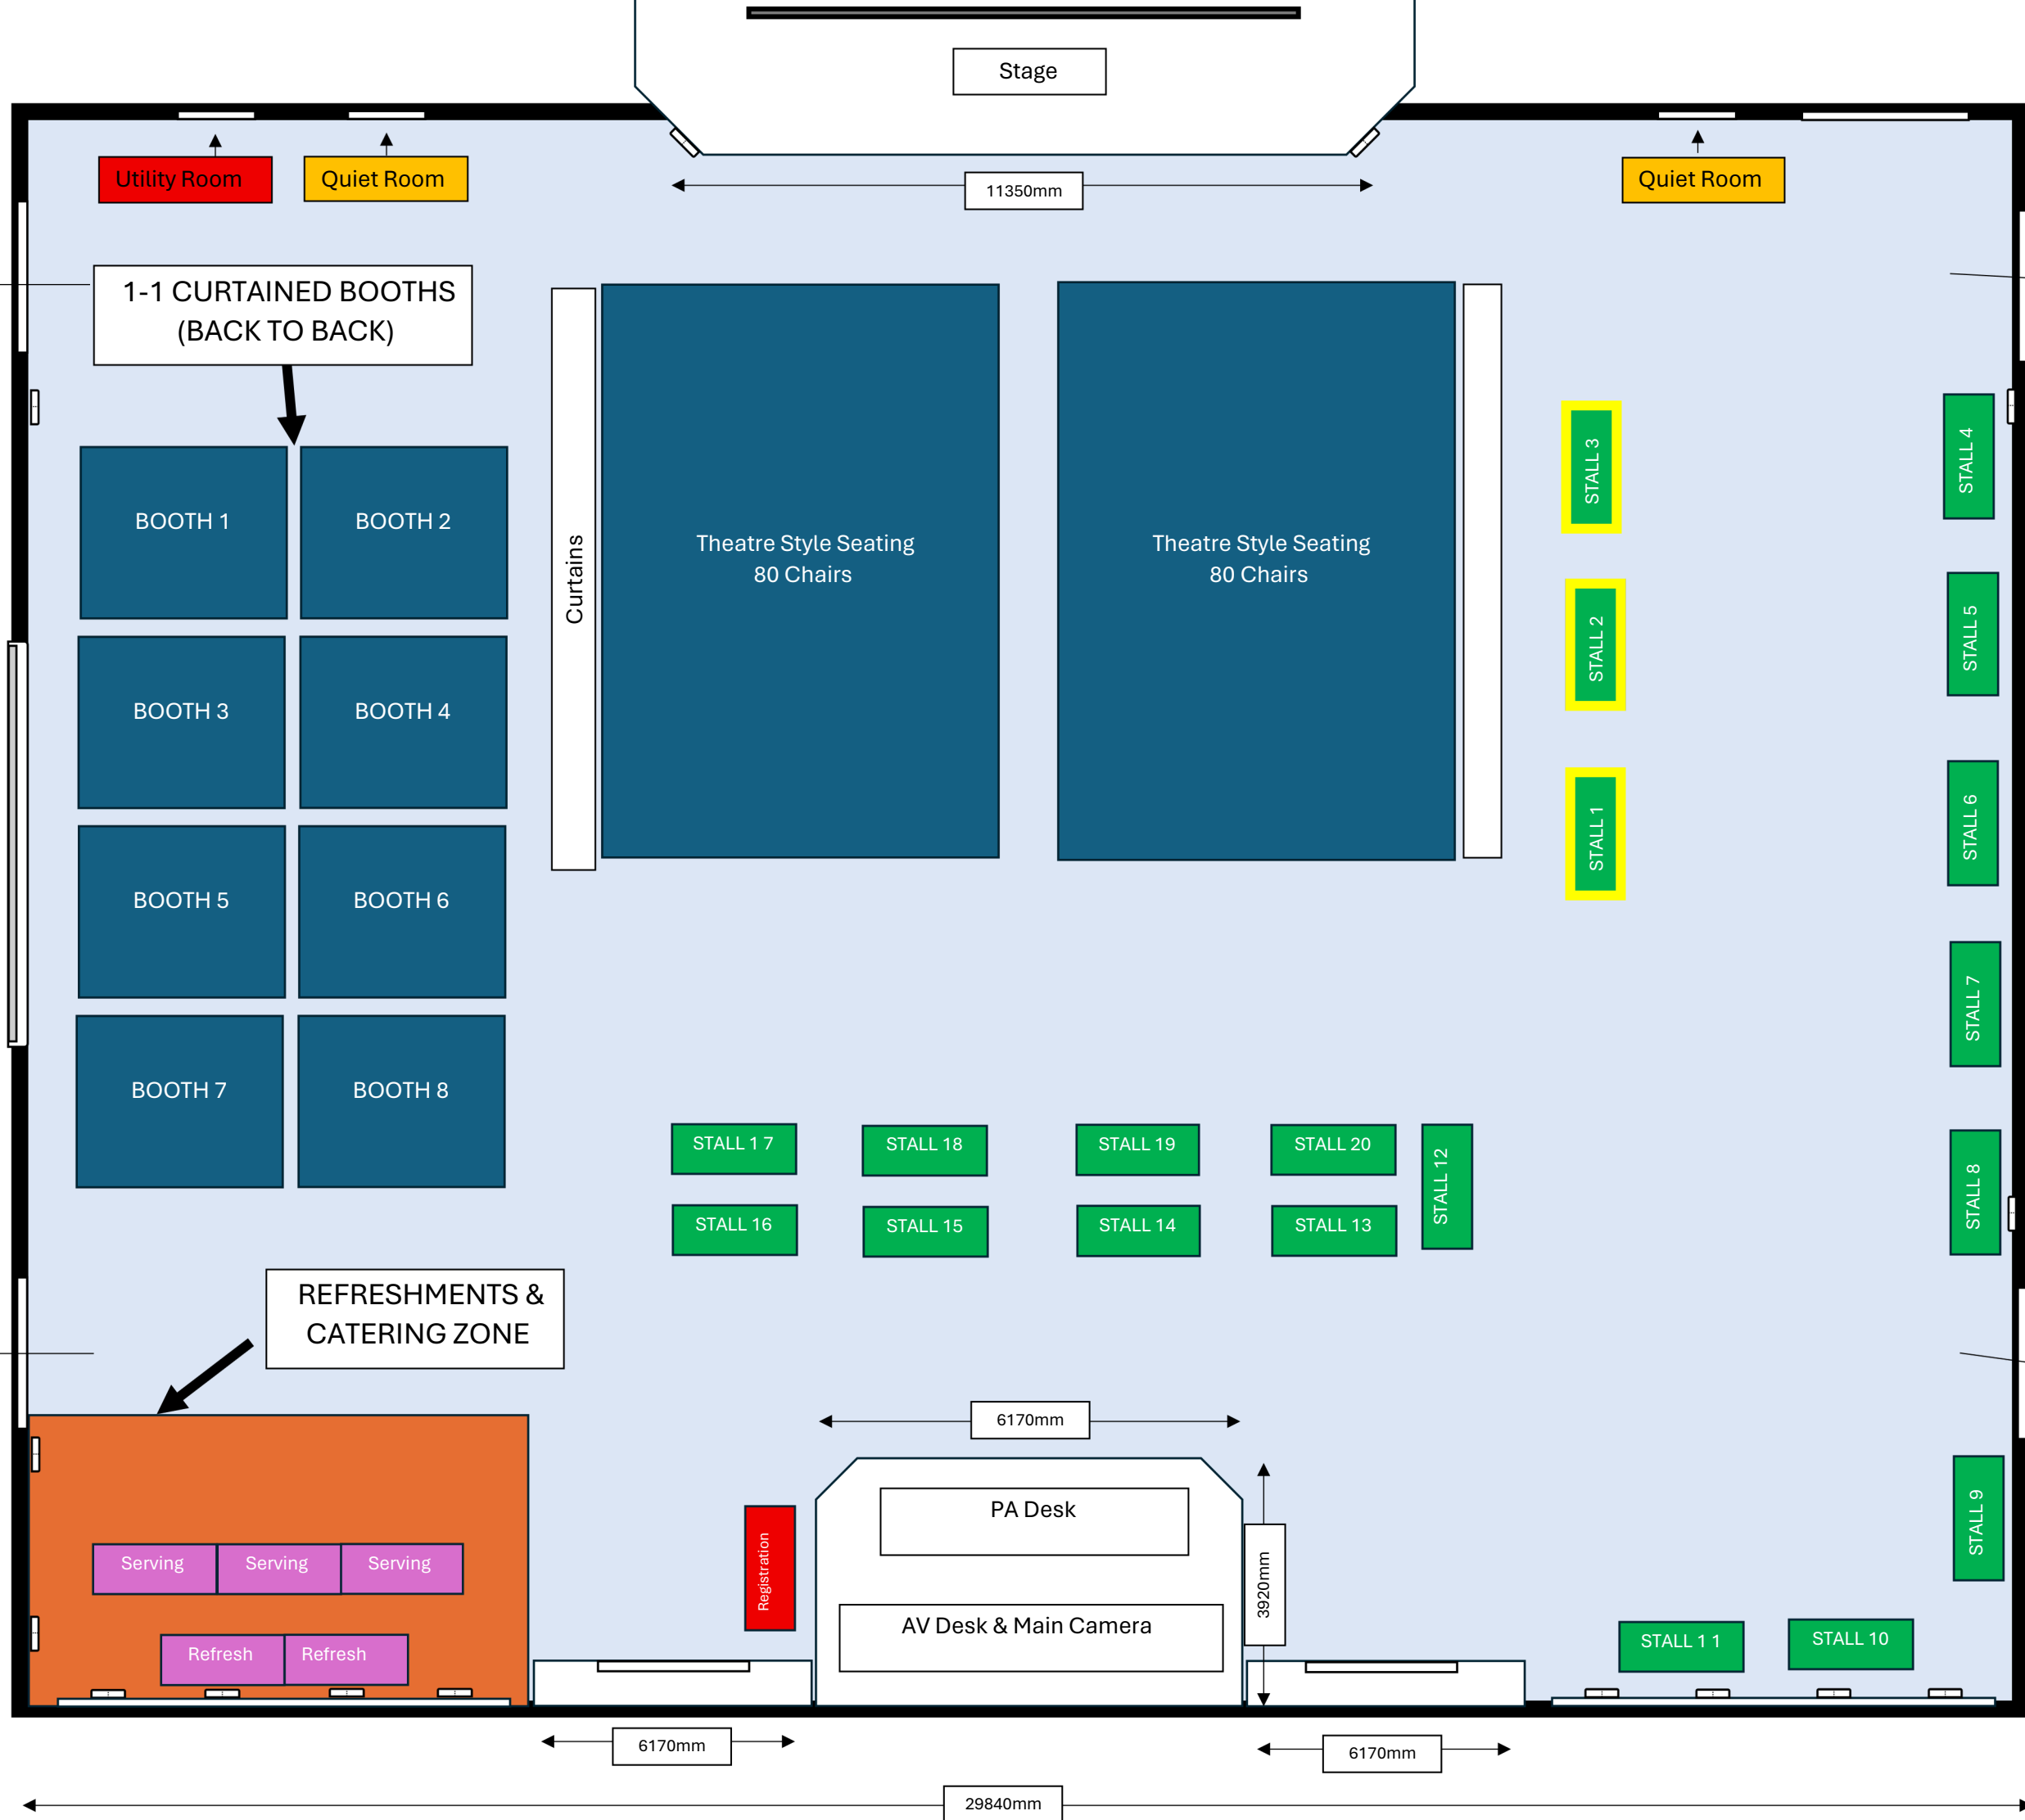 Stage
Utility Room
Quiet Room
Quiet Room
11350mm
1-1 CURTAINED BOOTHS
(BACK TO BACK)
Curtains
Theatre Style Seating
80 Chairs
Theatre Style Seating
80 Chairs
STALL 3
STALL 4
BOOTH 1
BOOTH 2
STALL 2
STALL 5
BOOTH 3
BOOTH 4
STALL 1
STALL 6
BOOTH 5
BOOTH 6
STALL 7
BOOTH 7
BOOTH 8
STALL 1 7
STALL 18
STALL 19
STALL 20
STALL 12
STALL 8
STALL 16
STALL 15
STALL 14
STALL 13
REFRESHMENTS &
CATERING ZONE
6170mm
PA Desk
STALL 9
Serving
Serving
Serving
Registration
3920mm
AV Desk & Main Camera
STALL 1 1
STALL 10
Refresh
Refresh
6170mm
6170mm
29840mm